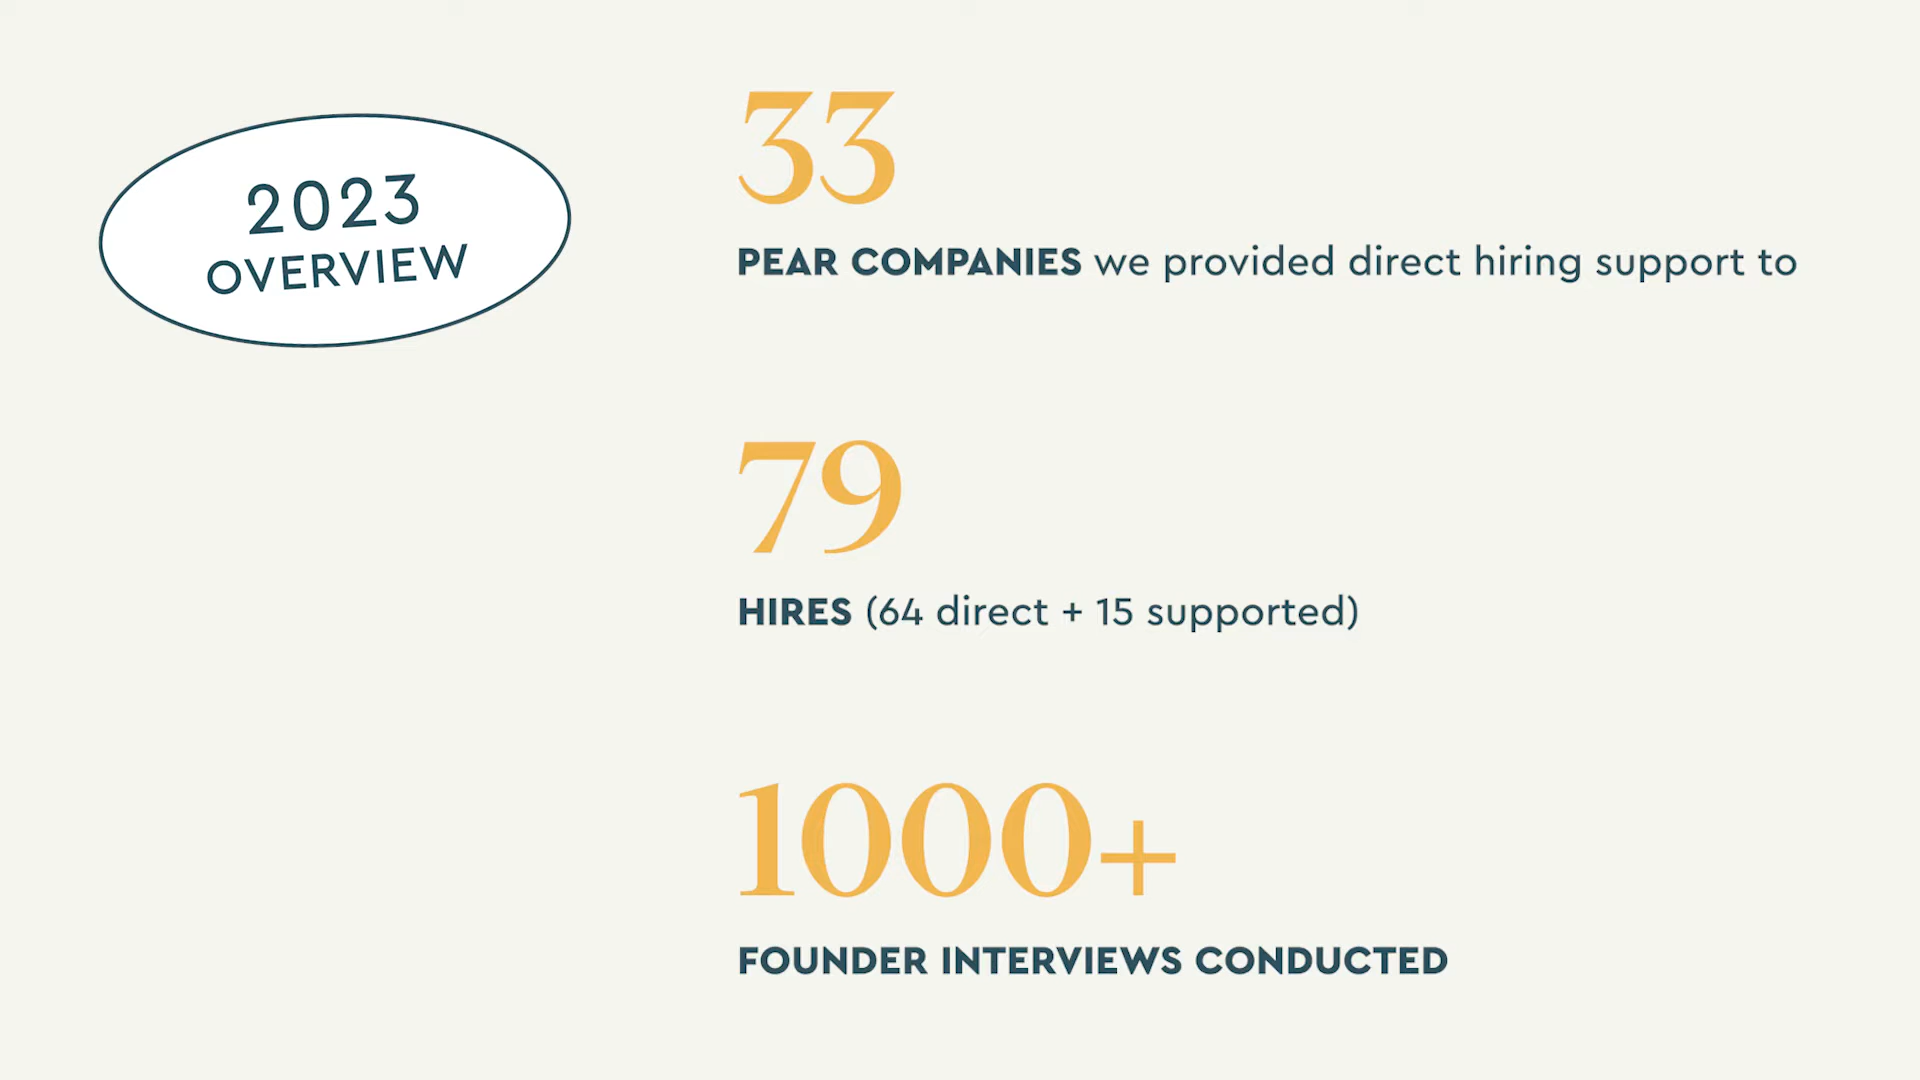 2023
OVERVIEW
33
PEAR COMPANIES we provided direct hiring support to
79
HIRES (64 direct + 15 supported)
1000+
FOUNDER INTERVIEWS CONDUCTED